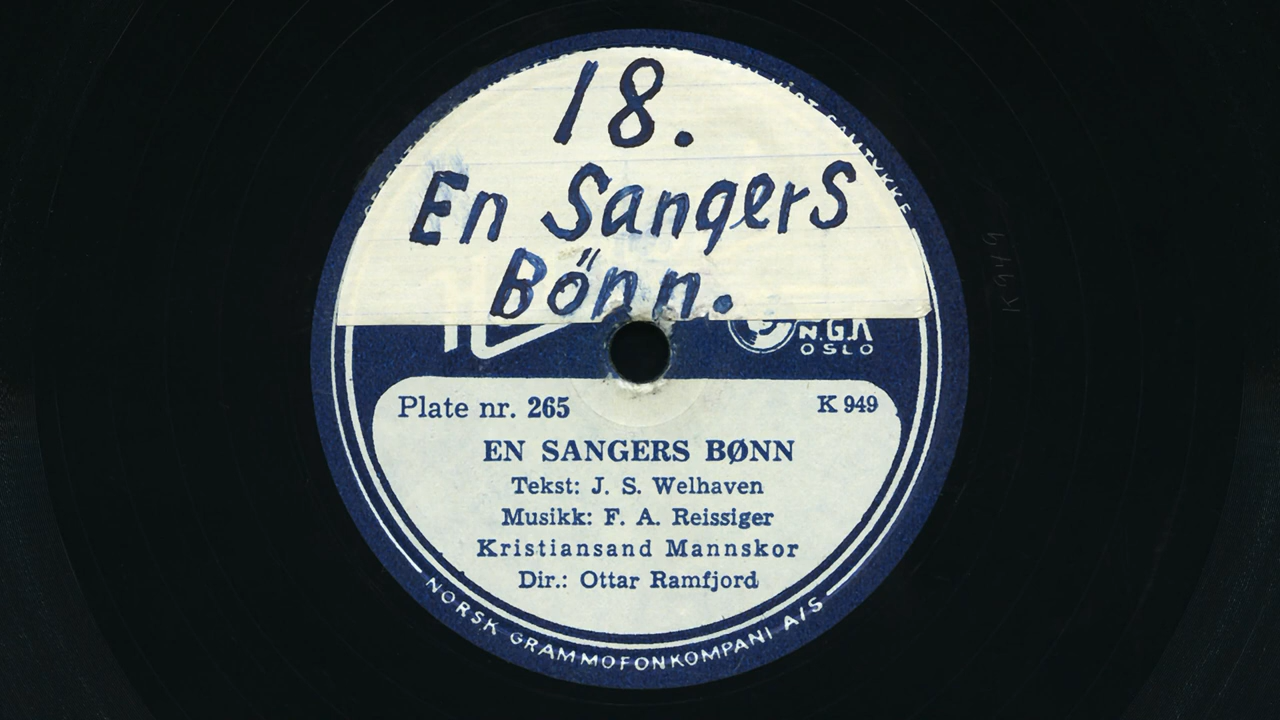 18.
En Sangers
Bönn.
N.G.A
OSLO
Plate nr. 265
K 949
EN SANGERS BØNN
Tekst: J. S. Welhaven
Musikk: F. A. Reissiger
Kristiansand Mannskor
Dir.: Ottar Ramfjord
NORSK GRAMMOFONKOMPANI A/S
K 949